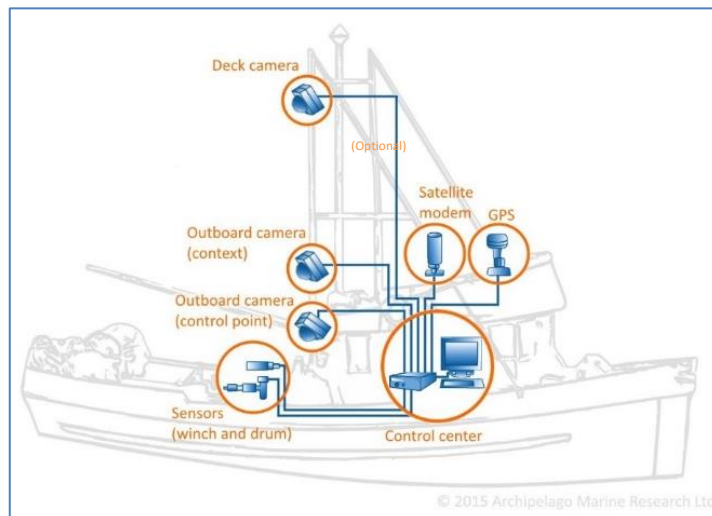 Deck camera
(Optional)
Satellite
modem
GPS
Outboard camera
(context)
Outboard camera
(control point)
Sensors
(winch and drum)
Control center
© 2015 Archipelago Marine Research Ltd